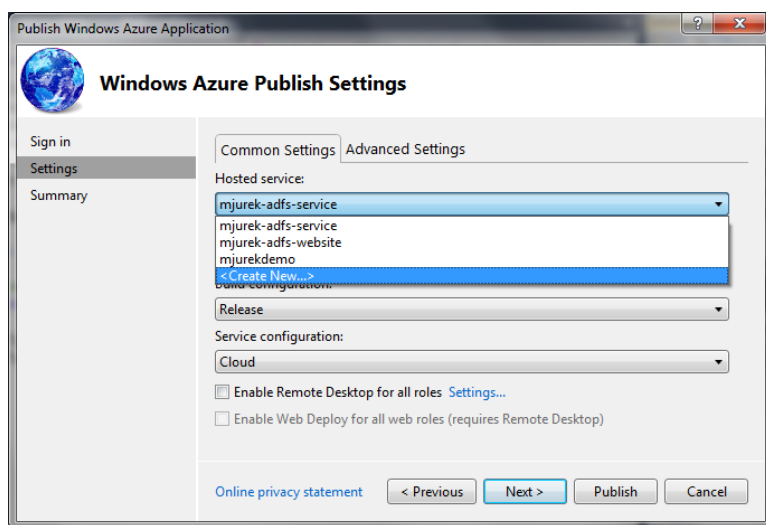 Publish Windows Azure Application
?
Windows Azure Publish Settings
Sign in
Settings
Summary
Common Settings
Advanced Settings
Hosted service:
mjurek-adfs-service
mjurek-adfs-service
mjurek-adfs-website
mjurekdemo
<Create New...>
Build configuration:
Release
Service configuration:
Cloud
Enable Remote Desktop for all roles Settings...
Enable Web Deploy for all web roles (requires Remote Desktop)
Online privacy statement
< Previous
Next >
Publish
Cancel